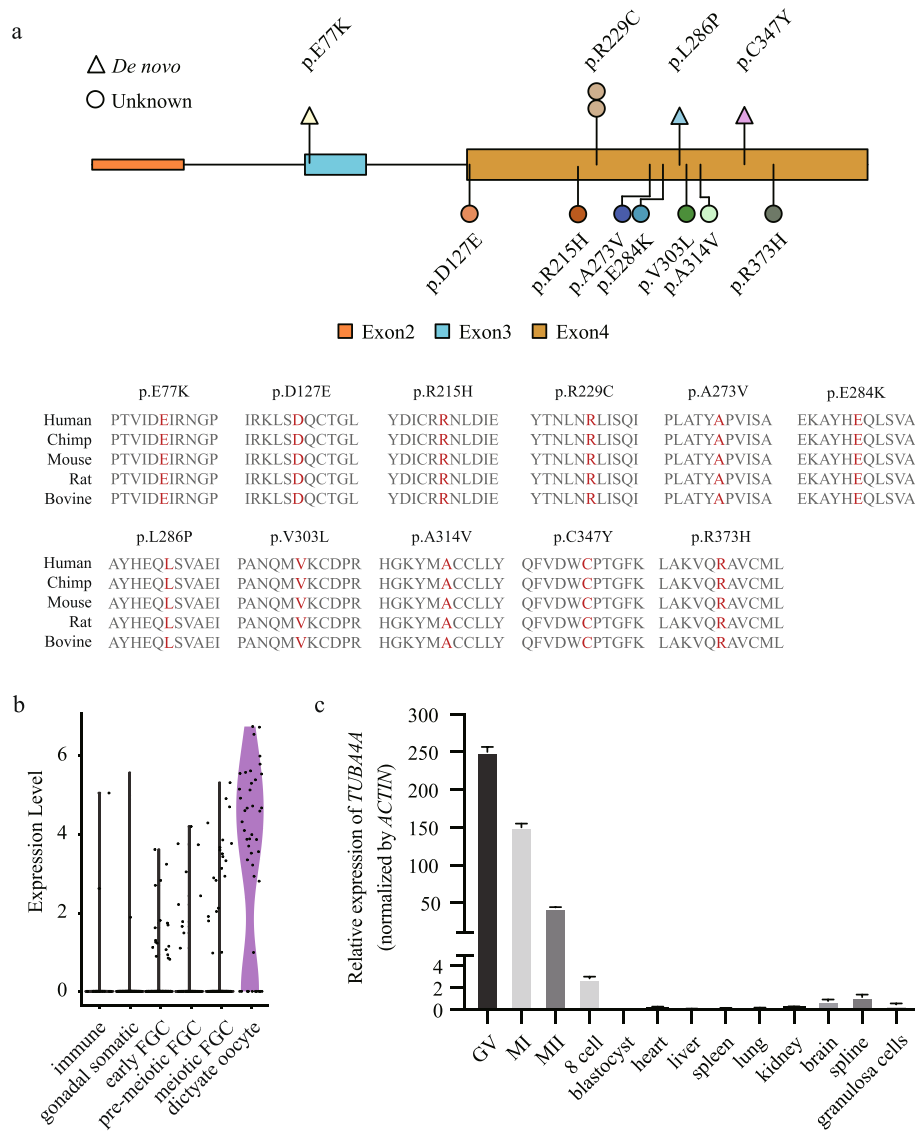 a
De novo
Unknown
p.E77K
p.R229C
p.L286P
p.C347Y
p.D127E
p.R215H
p.A273V
p.E284K
p.V303L
p.A314V
p.R373H
Exon2 Exon3 Exon4
p.E77K p.D127E p.R215H p.R229C p.A273V p.E284K
Human PTVIDEIRNGP IRKLSDQCTGL YDICRRNLDIE YTNLNRLISQI PLATYAPVISA EKAYHEQLSVA
Chimp PTVIDEIRNGP IRKLSDQCTGL YDICRRNLDIE YTNLNRLISQI PLATYAPVISA EKAYHEQLSVA
Mouse PTVIDEIRNGP IRKLSDQCTGL YDICRRNLDIE YTNLNRLISQI PLATYAPVISA EKAYHEQLSVA
Rat PTVIDEIRNGP IRKLSDQCTGL YDICRRNLDIE YTNLNRLISQI PLATYAPVISA EKAYHEQLSVA
Bovine PTVIDEIRNGP IRKLSDQCTGL YDICRRNLDIE YTNLNRLISQI PLATYAPVISA EKAYHEQLSVA
p.L286P p.V303L p.A314V p.C347Y p.R373H
Human AYHEQLSVAEI PANQMVKCDPR HGKYMACCLLY QFVDWCPTGFK LAKVQRAVCML
Chimp AYHEQLSVAEI PANQMVKCDPR HGKYMACCLLY QFVDWCPTGFK LAKVQRAVCML
Mouse AYHEQLSVAEI PANQMVKCDPR HGKYMACCLLY QFVDWCPTGFK LAKVQRAVCML
Rat AYHEQLSVAEI PANQMVKCDPR HGKYMACCLLY QFVDWCPTGFK LAKVQRAVCML
Bovine AYHEQLSVAEI PANQMVKCDPR HGKYMACCLLY QFVDWCPTGFK LAKVQRAVCML
b
Expression Level
6
4
2
0
immune
gonadal somatic
early FGC
pre-meiotic FGC
meiotic FGC
dictyate oocyte
c
Relative expression of TUBA4A
(normalized by ACTIN)
300
250
200
150
100
50
4
2
0
GV
MI
MII
8 cell
blastocyst
heart
liver
spleen
lung
kidney
brain
spline
granulosa cells